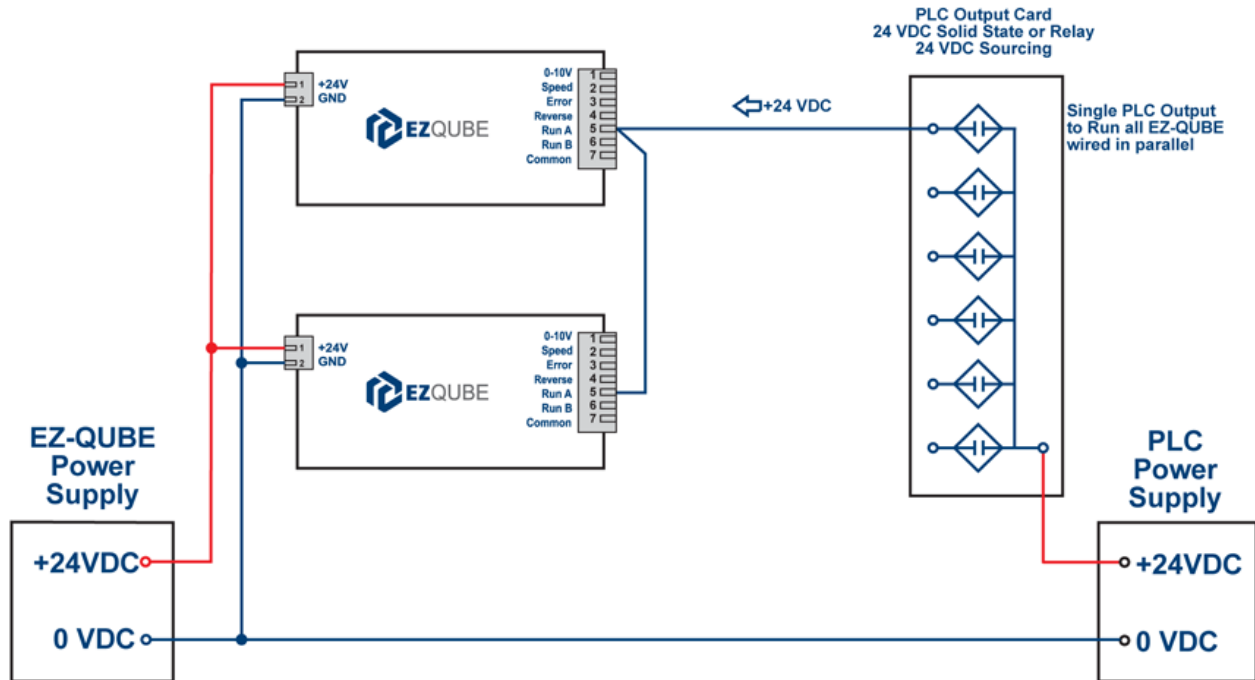 PLC Output Card
24 VDC Solid State or Relay
24 VDC Sourcing
+24V
GND
1
2
EZQUBE
0-10V
Speed
Error
Reverse
Run A
Run B
Common
1
2
3
4
5
6
7
+24 VDC
Single PLC Output
to Run all EZ-QUBE
wired in parallel
+24V
GND
1
2
EZQUBE
0-10V
Speed
Error
Reverse
Run A
Run B
Common
1
2
3
4
5
6
7
EZ-QUBE
Power
Supply
+24VDC
0 VDC
PLC
Power
Supply
+24VDC
0 VDC